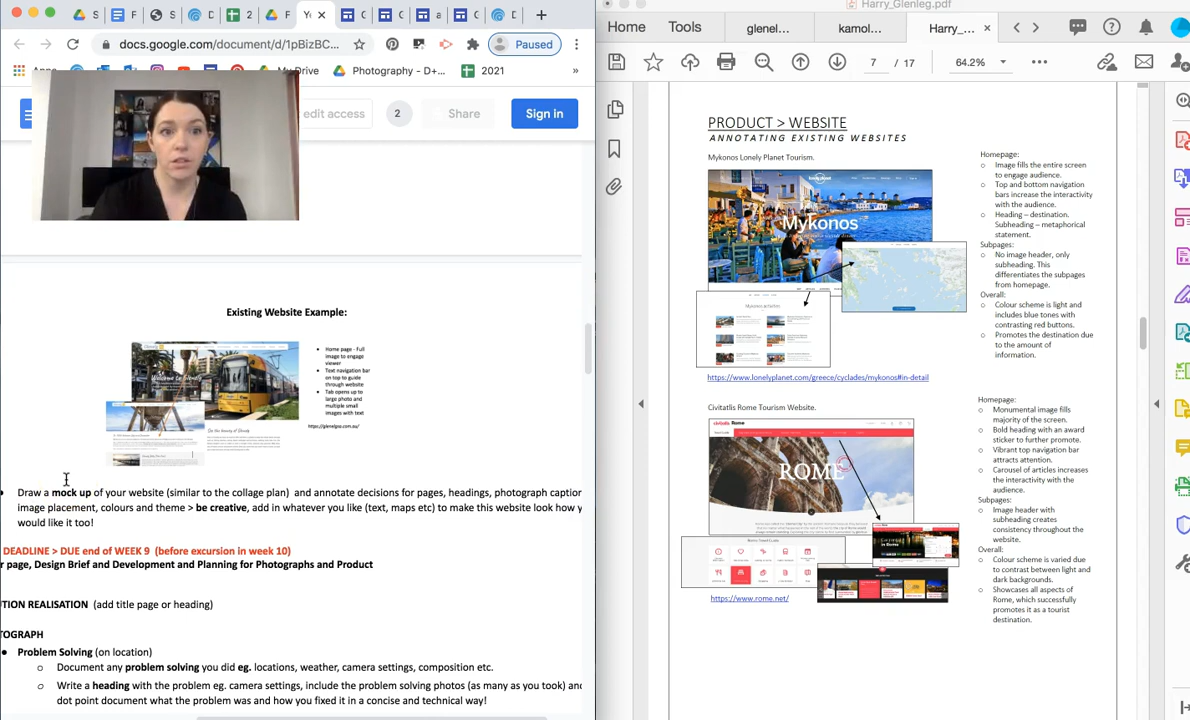 Harry_Glenleg.pdf
S
F
S
D
2
F
Y
C
C
a
C
D
Home
Tools
glenel...
kamol...
Harry_...
docs.google.com/document/d/1pBizBC...
Paused
7 / 17
64.2%
My Drive
Photography - D+...
2021
»
edit access
2
Share
Sign in
Existing Website Example:
Home page - Full
image to engage
viewer
Text navigation bar
on top to guide
through website
Tab opens up to
large photo and
multiple small
images with text
https://glenelgsa.com.au/
Draw a mock up of your website (similar to the collage plan) and annotate decisions for pages, headings, photograph caption
image placement, colours and theme > be creative, add in whatever you like (text, maps etc) to make this website look how y
would like it too!
DEADLINE > DUE end of WEEK 9 (before excursion in week 10)
r page, Design Brief and Development and Planning for Photographs and Product
TION REALISATION (add title page or heading)
TOGRAPH
Problem Solving (on location)
o Document any problem solving you did eg. locations, weather, camera settings, composition etc.
o Write a heading with the problem eg. camera settings, include the problem solving photos (as many as you took) and
dot point document what the problem was and how you fixed it in a concise and technical way!
PRODUCT > WEBSITE
ANNOTATING EXISTING WEBSITES
Mykonos Lonely Planet Tourism.
lonely planet
Mykonos
Mykonos activities
https://www.lonelyplanet.com/greece/cyclades/mykonos#in-detail
Homepage:
o Image fills the entire screen
to engage audience.
o Top and bottom navigation
bars increase the interactivity
with the audience.
o Heading – destination.
Subheading – metaphorical
statement.
Subpages:
o No image header, only
subheading. This
differentiates the subpages
from homepage.
Overall:
o Colour scheme is light and
includes blue tones with
contrasting red buttons.
o Promotes the destination due
to the amount of
information.
Civitatlis Rome Tourism Website.
civitatis Rome
ROME
https://www.rome.net/
Homepage:
o Monumental image fills
majority of the screen.
o Bold heading with an award
sticker to further promote.
o Vibrant top navigation bar
attracts attention.
o Carousel of articles increases
the interactivity with the
audience.
Subpages:
o Image header with
subheading creates
consistency throughout the
website.
Overall:
o Colour scheme is varied due
to contrast between light and
dark backgrounds.
o Showcases all aspects of
Rome, which successfully
promotes it as a tourist
destination.